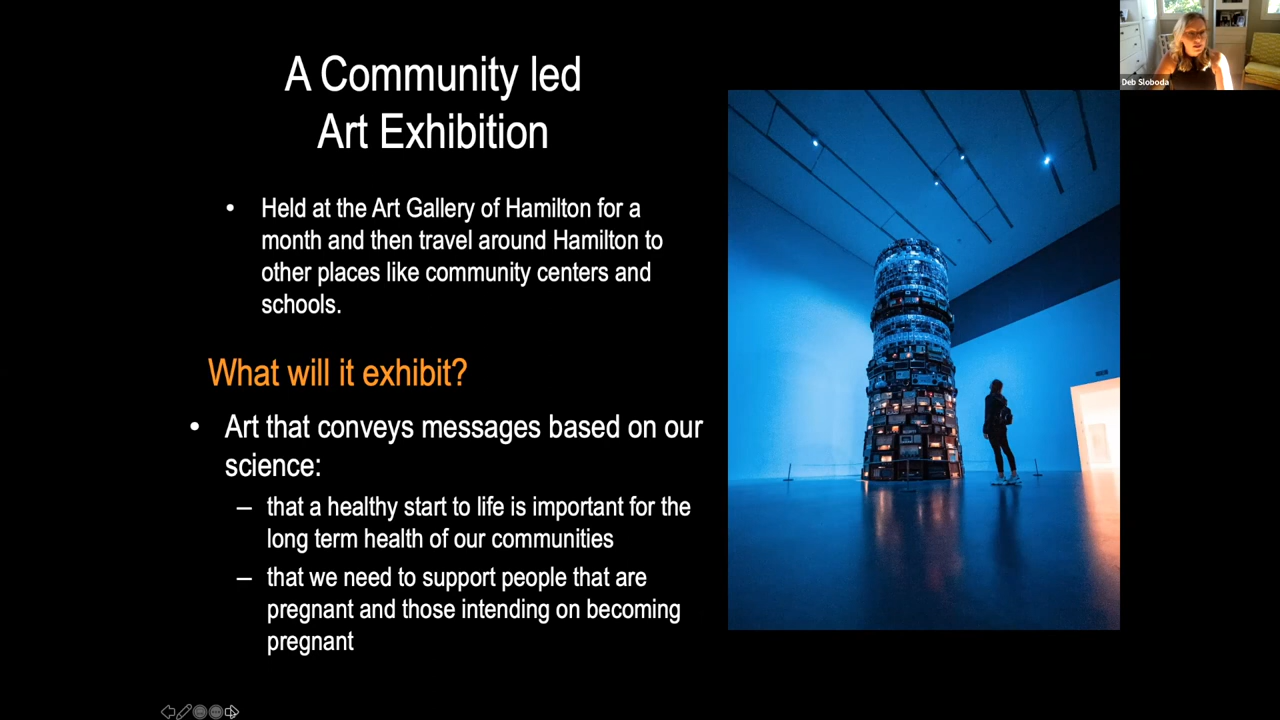 A Community led
Art Exhibition
• Held at the Art Gallery of Hamilton for a
month and then travel around Hamilton to
other places like community centers and
schools.
What will it exhibit?
• Art that conveys messages based on our
science:
– that a healthy start to life is important for the
long term health of our communities
– that we need to support people that are
pregnant and those intending on becoming
pregnant
Deb Sloboda